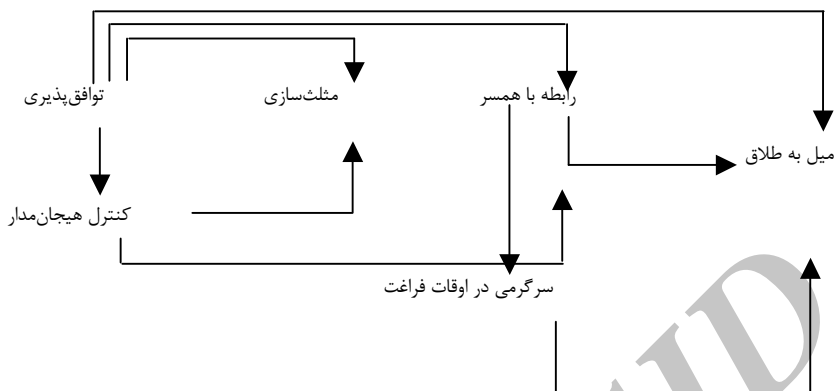 توافق‌پذیری
مثلث‌سازی
رابطه با همسر
میل به طلاق
کنترل هیجان‌مدار
سرگرمی در اوقات فراغت